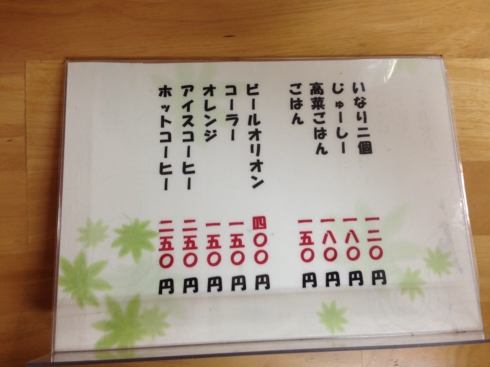 いなり二個 一二〇円
じゅーしー 一八〇円
高菜ごはん 一八〇円
ごはん 一五〇円
ビールオリオン 四〇〇円
コーラー 一五〇円
オレンジ 一五〇円
アイスコーヒー 二五〇円
ホットコーヒー 二五〇円